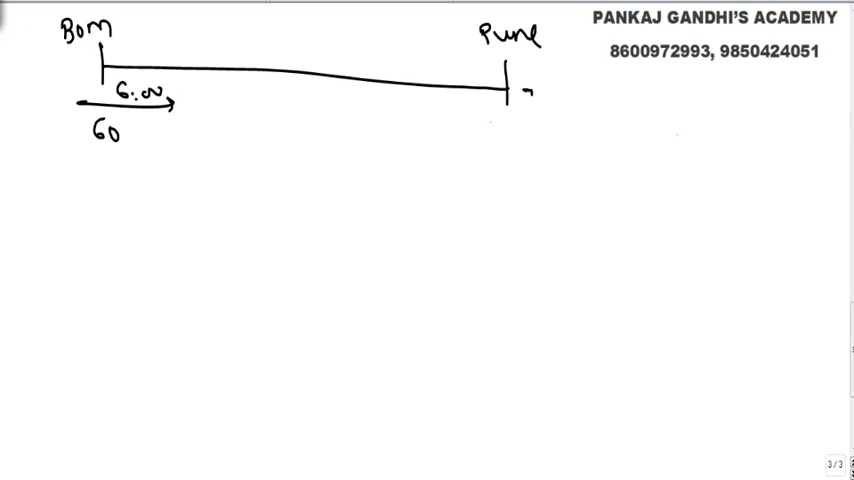 PANKAJ GANDHI'S ACADEMY
8600972993, 9850424051
Bom
Pune
6:00
60
3/3